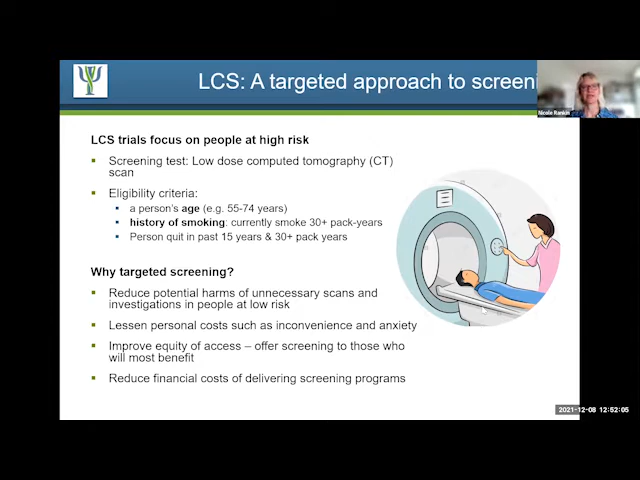 LCS: A targeted approach to screeni
Nicole Rankin
LCS trials focus on people at high risk
Screening test: Low dose computed tomography (CT)
scan
Eligibility criteria:
a person's age (e.g. 55-74 years)
history of smoking: currently smoke 30+ pack-years
Person quit in past 15 years & 30+ pack years
Why targeted screening?
Reduce potential harms of unnecessary scans and
investigations in people at low risk
Lessen personal costs such as inconvenience and anxiety
Improve equity of access – offer screening to those who
will most benefit
Reduce financial costs of delivering screening programs
2021-12-08 12:52:05